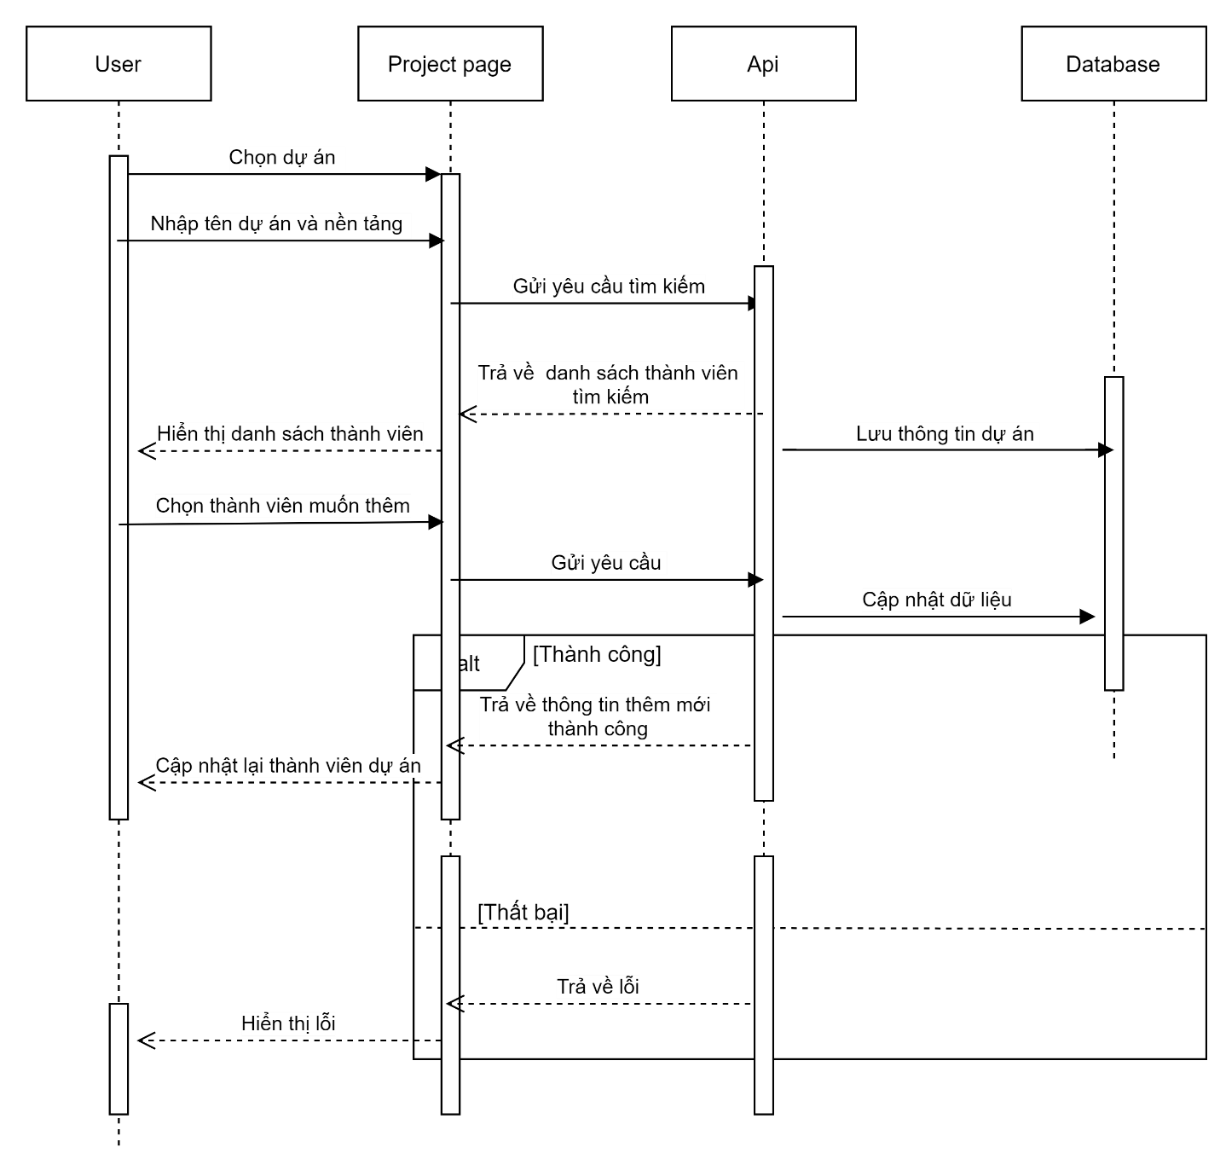 User
Project page
Api
Database
Chọn dự án
Nhập tên dự án và nền tảng
Gửi yêu cầu tìm kiếm
Trả về danh sách thành viên
tìm kiếm
Hiển thị danh sách thành viên
Lưu thông tin dự án
Chọn thành viên muốn thêm
Gửi yêu cầu
Cập nhật dữ liệu
alt
[Thành công]
Trả về thông tin thêm mới
thành công
Cập nhật lại thành viên dự án
[Thất bại]
Trả về lỗi
Hiển thị lỗi